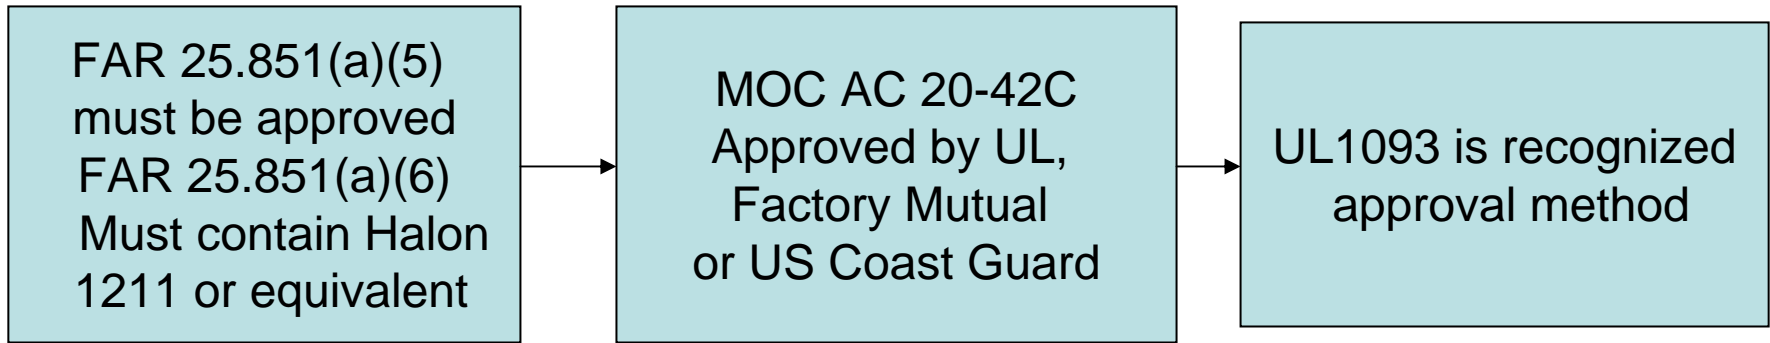 FAR 25.851(a)(5)
must be approved
FAR 25.851(a)(6)
Must contain Halon
1211 or equivalent
MOC AC 20-42C
Approved by UL,
Factory Mutual
or US Coast Guard
UL1093 is recognized
approval method